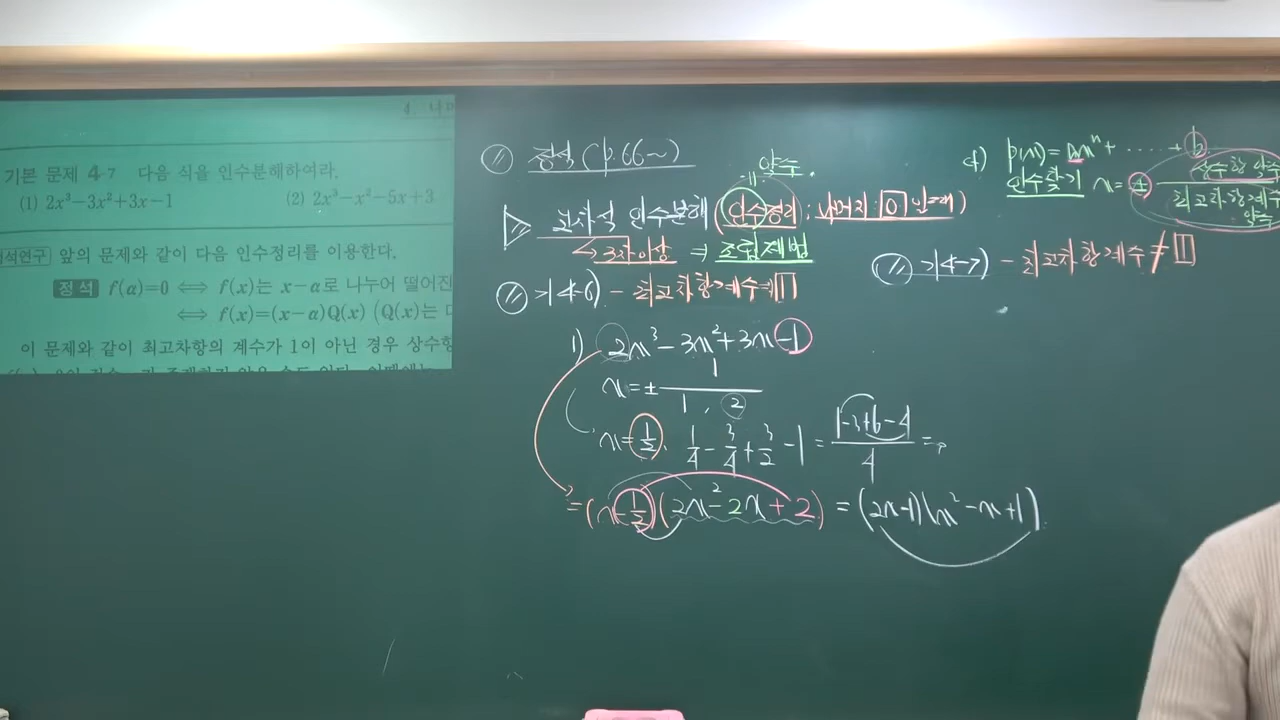 4. 나머
기본 문제 4-7 다음 식을 인수분해하여라.
(1) 2x³−3x²+3x−1 (2) 2x³−x²−5x+3
석연구 앞의 문제와 같이 다음 인수정리를 이용한다.
정석 f(α)=0 ⇔ f(x)는 x−α로 나누어 떨어진
⇔ f(x)=(x−α)Q(x) (Q(x)는
이 문제와 같이 최고차항의 계수가 1이 아닌 경우 상수항
정석 (p.66~)
약수.
고차식 인수분해 (인수정리 : 나머지 0 인수)
3차이상 ⇒ 조립제법
기 4-6) - 최고차항계수=1
1) 2x³ − 3x² + 3x − 1
x = ± 1/1, 2
x = 1/2, 1/4 − 3/4 + 3/2 − 1 = (1−3+6−4)/4 = 0
= (x − 1/2)(2x² − 2x + 2) = (2x−1)(x² − x + 1)
p(x) = axⁿ + ····· + b
인수찾기 x = ± 상수항 약수/최고차항계수 약수
기 4-7) - 최고차항계수 ≠ 1